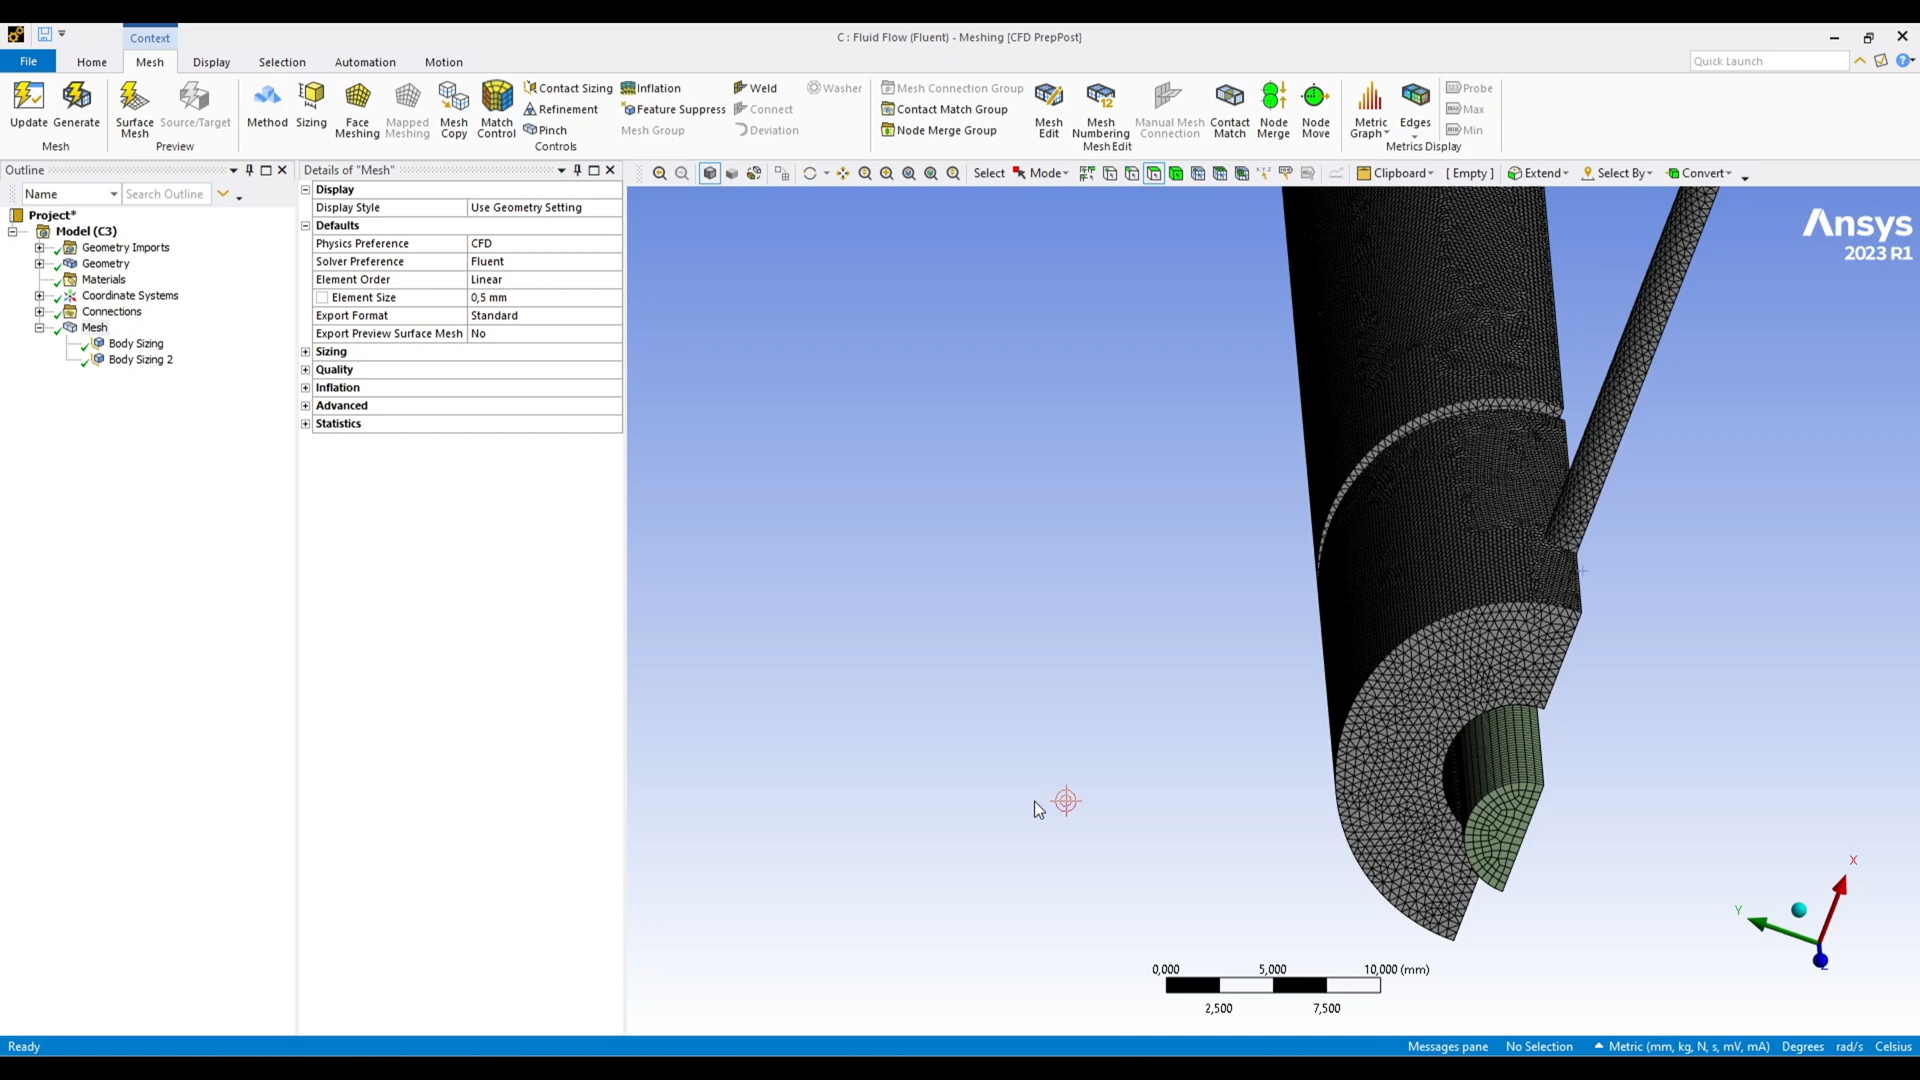 Context
C : Fluid Flow (Fluent) - Meshing [CFD PrepPost]
File Home Mesh Display Selection Automation Motion Quick Launch
Update Generate
Mesh
Surface Mesh Source/Target
Preview
Method Sizing Face Meshing Mapped Meshing Mesh Copy Match Control
Contact Sizing Inflation Weld Washer
Refinement Feature Suppress Connect
Pinch Mesh Group Deviation
Controls
Mesh Connection Group
Contact Match Group
Node Merge Group
Mesh Edit Mesh Numbering Manual Mesh Connection Contact Match Node Merge Node Move
Mesh Edit
Metric Graph Edges
Probe
Max
Min
Metrics Display
Outline
Name Search Outline
Project*
Model (C3)
Geometry Imports
Geometry
Materials
Coordinate Systems
Connections
Mesh
Body Sizing
Body Sizing 2
Details of "Mesh"
Display
Display Style Use Geometry Setting
Defaults
Physics Preference CFD
Solver Preference Fluent
Element Order Linear
Element Size 0,5 mm
Export Format Standard
Export Preview Surface Mesh No
Sizing
Quality
Inflation
Advanced
Statistics
Select Mode Clipboard [ Empty ] Extend Select By Convert
Ansys
2023 R1
X
Y
Z
0,000 5,000 10,000 (mm)
2,500 7,500
Ready Messages pane No Selection Metric (mm, kg, N, s, mV, mA) Degrees rad/s Celsius